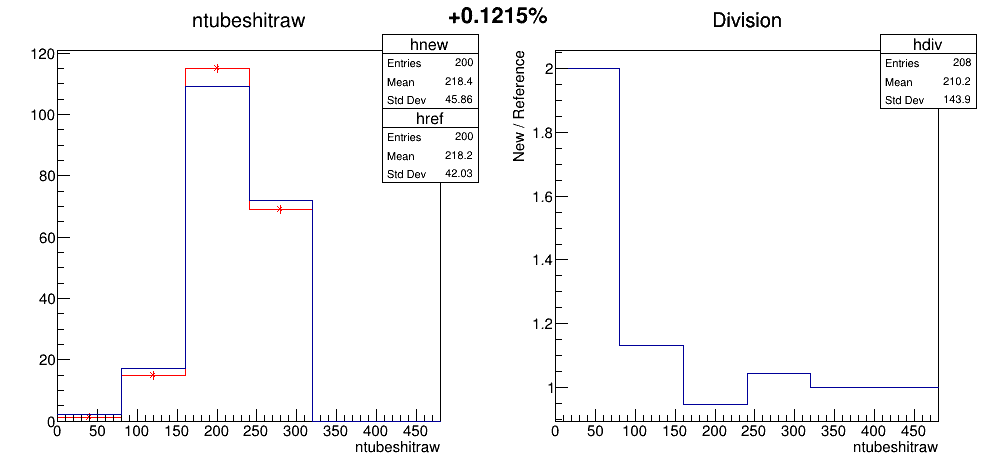 +0.1215%
ntubeshitraw
hnew
Entries 200
Mean 218.4
Std Dev 45.86
href
Entries 200
Mean 218.2
Std Dev 42.03
120
100
80
60
40
20
0
0 50 100 150 200 250 300 350 400 450
ntubeshitraw
Division
hdiv
Entries 208
Mean 210.2
Std Dev 143.9
New / Reference
2
1.8
1.6
1.4
1.2
1
0 50 100 150 200 250 300 350 400 450
ntubeshitraw